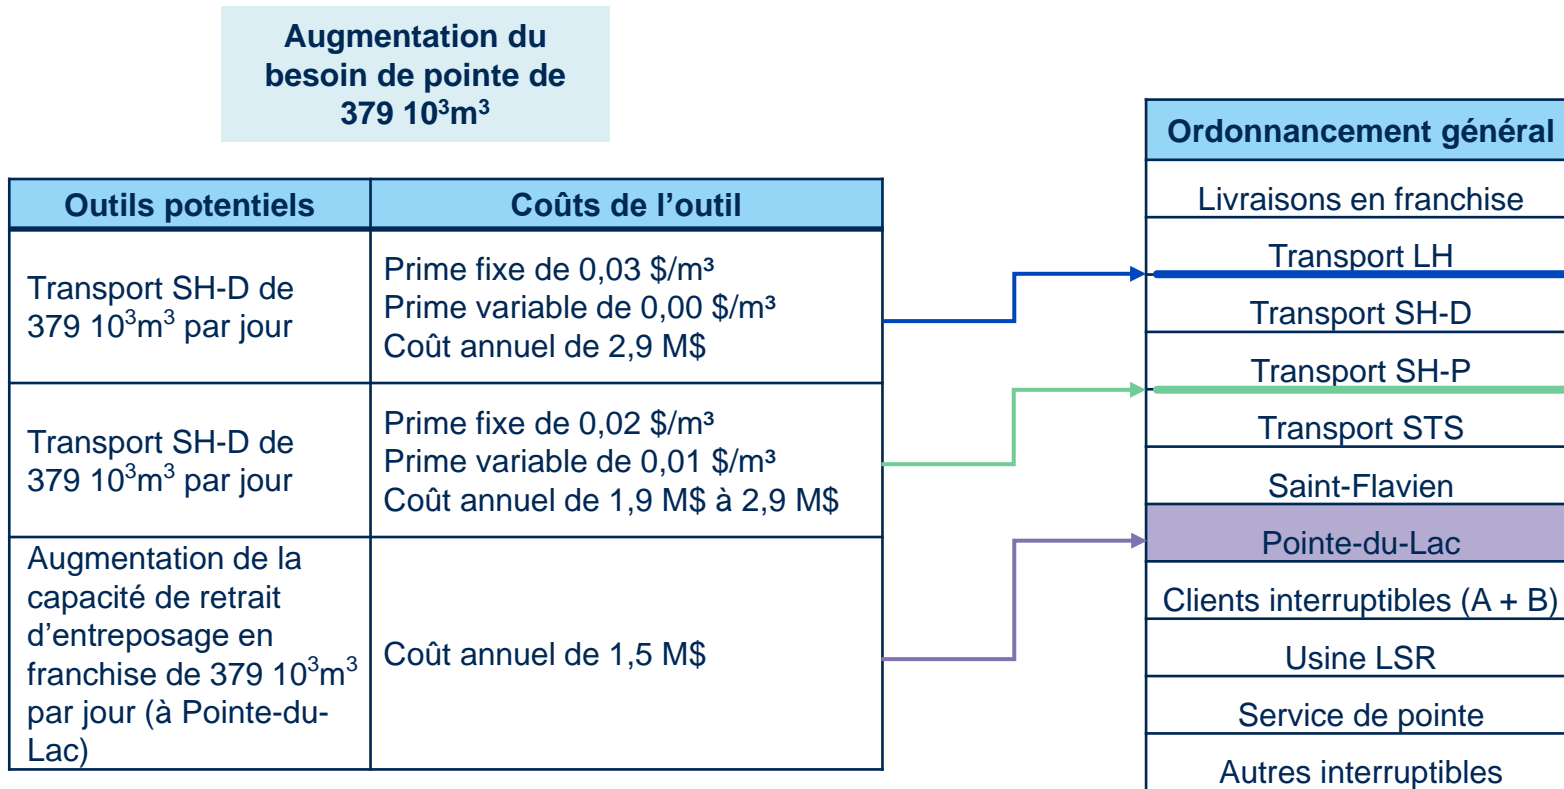 Augmentation du
besoin de pointe de
379 10³m³
Outils potentiels
Coûts de l'outil
Transport SH-D de
379 10³m³ par jour
Prime fixe de 0,03 $/m³
Prime variable de 0,00 $/m³
Coût annuel de 2,9 M$
Transport SH-D de
379 10³m³ par jour
Prime fixe de 0,02 $/m³
Prime variable de 0,01 $/m³
Coût annuel de 1,9 M$ à 2,9 M$
Augmentation de la
capacité de retrait
d'entreposage en
franchise de 379 10³m³
par jour (à Pointe-du-
Lac)
Coût annuel de 1,5 M$
Ordonnancement général
Livraisons en franchise
Transport LH
Transport SH-D
Transport SH-P
Transport STS
Saint-Flavien
Pointe-du-Lac
Clients interruptibles (A + B)
Usine LSR
Service de pointe
Autres interruptibles